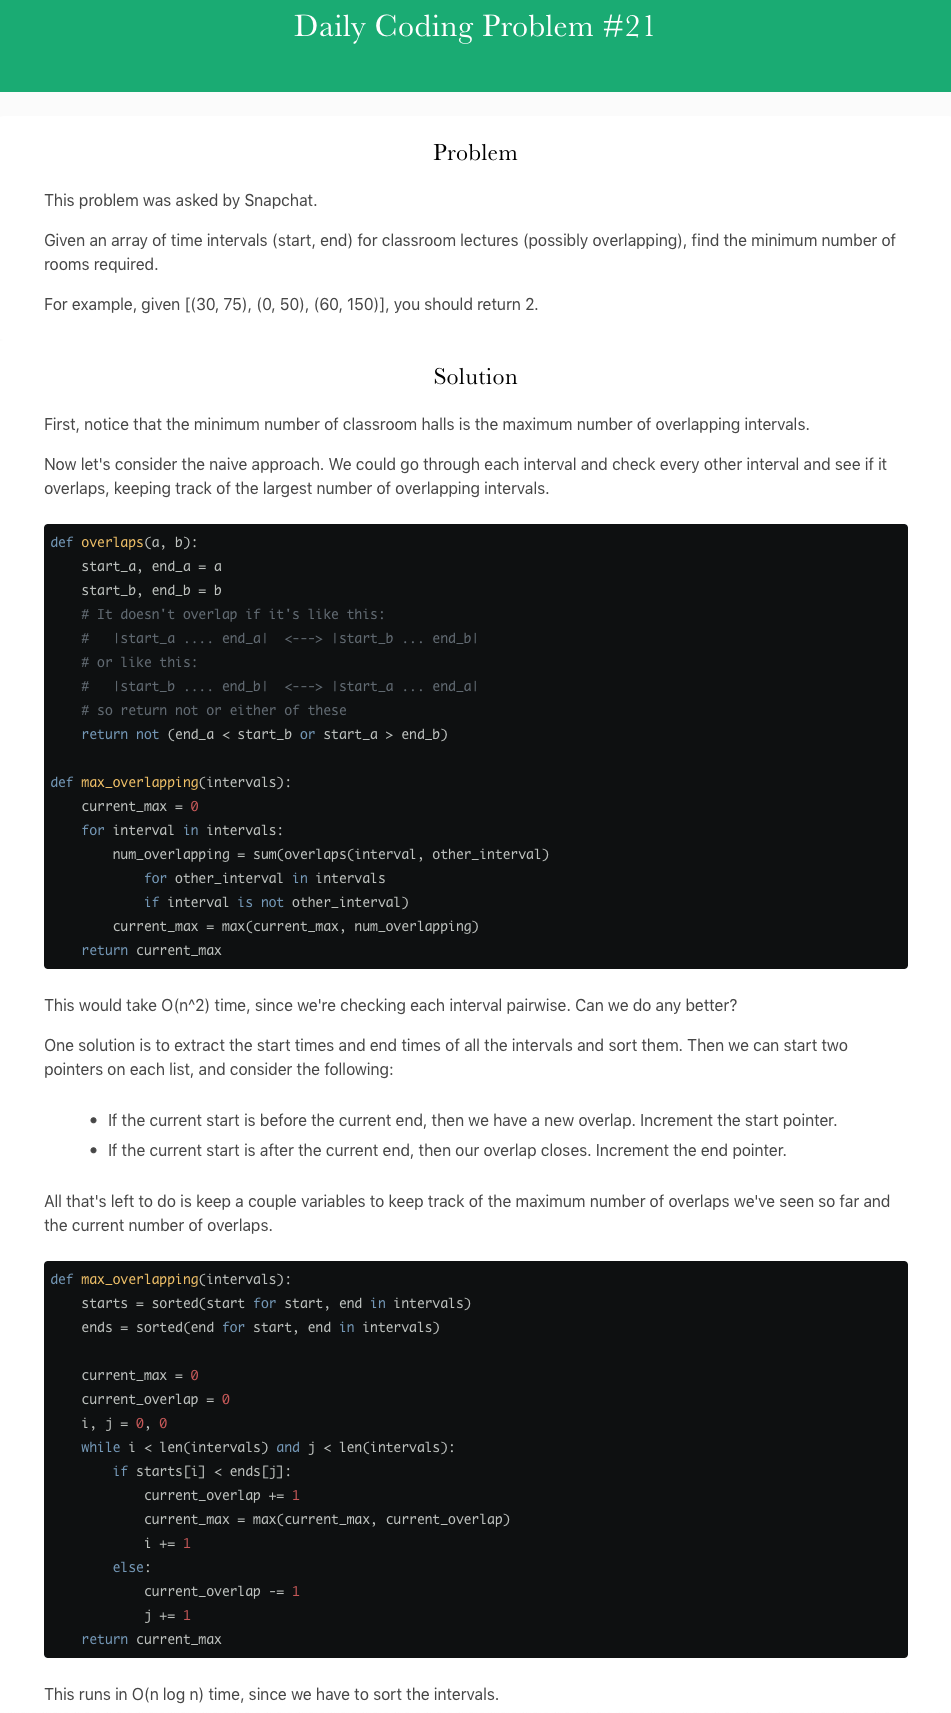 Daily Coding Problem #21
Problem
This problem was asked by Snapchat.
Given an array of time intervals (start, end) for classroom lectures (possibly overlapping), find the minimum number of
rooms required.
For example, given [(30, 75), (0, 50), (60, 150)], you should return 2.
Solution
First, notice that the minimum number of classroom halls is the maximum number of overlapping intervals.
Now let's consider the naive approach. We could go through each interval and check every other interval and see if it
overlaps, keeping track of the largest number of overlapping intervals.
def overlaps(a, b):
    start_a, end_a = a
    start_b, end_b = b
    # It doesn't overlap if it's like this:
    #   |start_a .... end_a|  <---> |start_b ... end_b|
    # or like this:
    #   |start_b .... end_b|  <---> |start_a ... end_a|
    # so return not or either of these
    return not (end_a < start_b or start_a > end_b)

def max_overlapping(intervals):
    current_max = 0
    for interval in intervals:
        num_overlapping = sum(overlaps(interval, other_interval)
            for other_interval in intervals
            if interval is not other_interval)
        current_max = max(current_max, num_overlapping)
    return current_max
This would take O(n^2) time, since we're checking each interval pairwise. Can we do any better?
One solution is to extract the start times and end times of all the intervals and sort them. Then we can start two
pointers on each list, and consider the following:
• If the current start is before the current end, then we have a new overlap. Increment the start pointer.
• If the current start is after the current end, then our overlap closes. Increment the end pointer.
All that's left to do is keep a couple variables to keep track of the maximum number of overlaps we've seen so far and
the current number of overlaps.
def max_overlapping(intervals):
    starts = sorted(start for start, end in intervals)
    ends = sorted(end for start, end in intervals)

    current_max = 0
    current_overlap = 0
    i, j = 0, 0
    while i < len(intervals) and j < len(intervals):
        if starts[i] < ends[j]:
            current_overlap += 1
            current_max = max(current_max, current_overlap)
            i += 1
        else:
            current_overlap -= 1
            j += 1
    return current_max
This runs in O(n log n) time, since we have to sort the intervals.